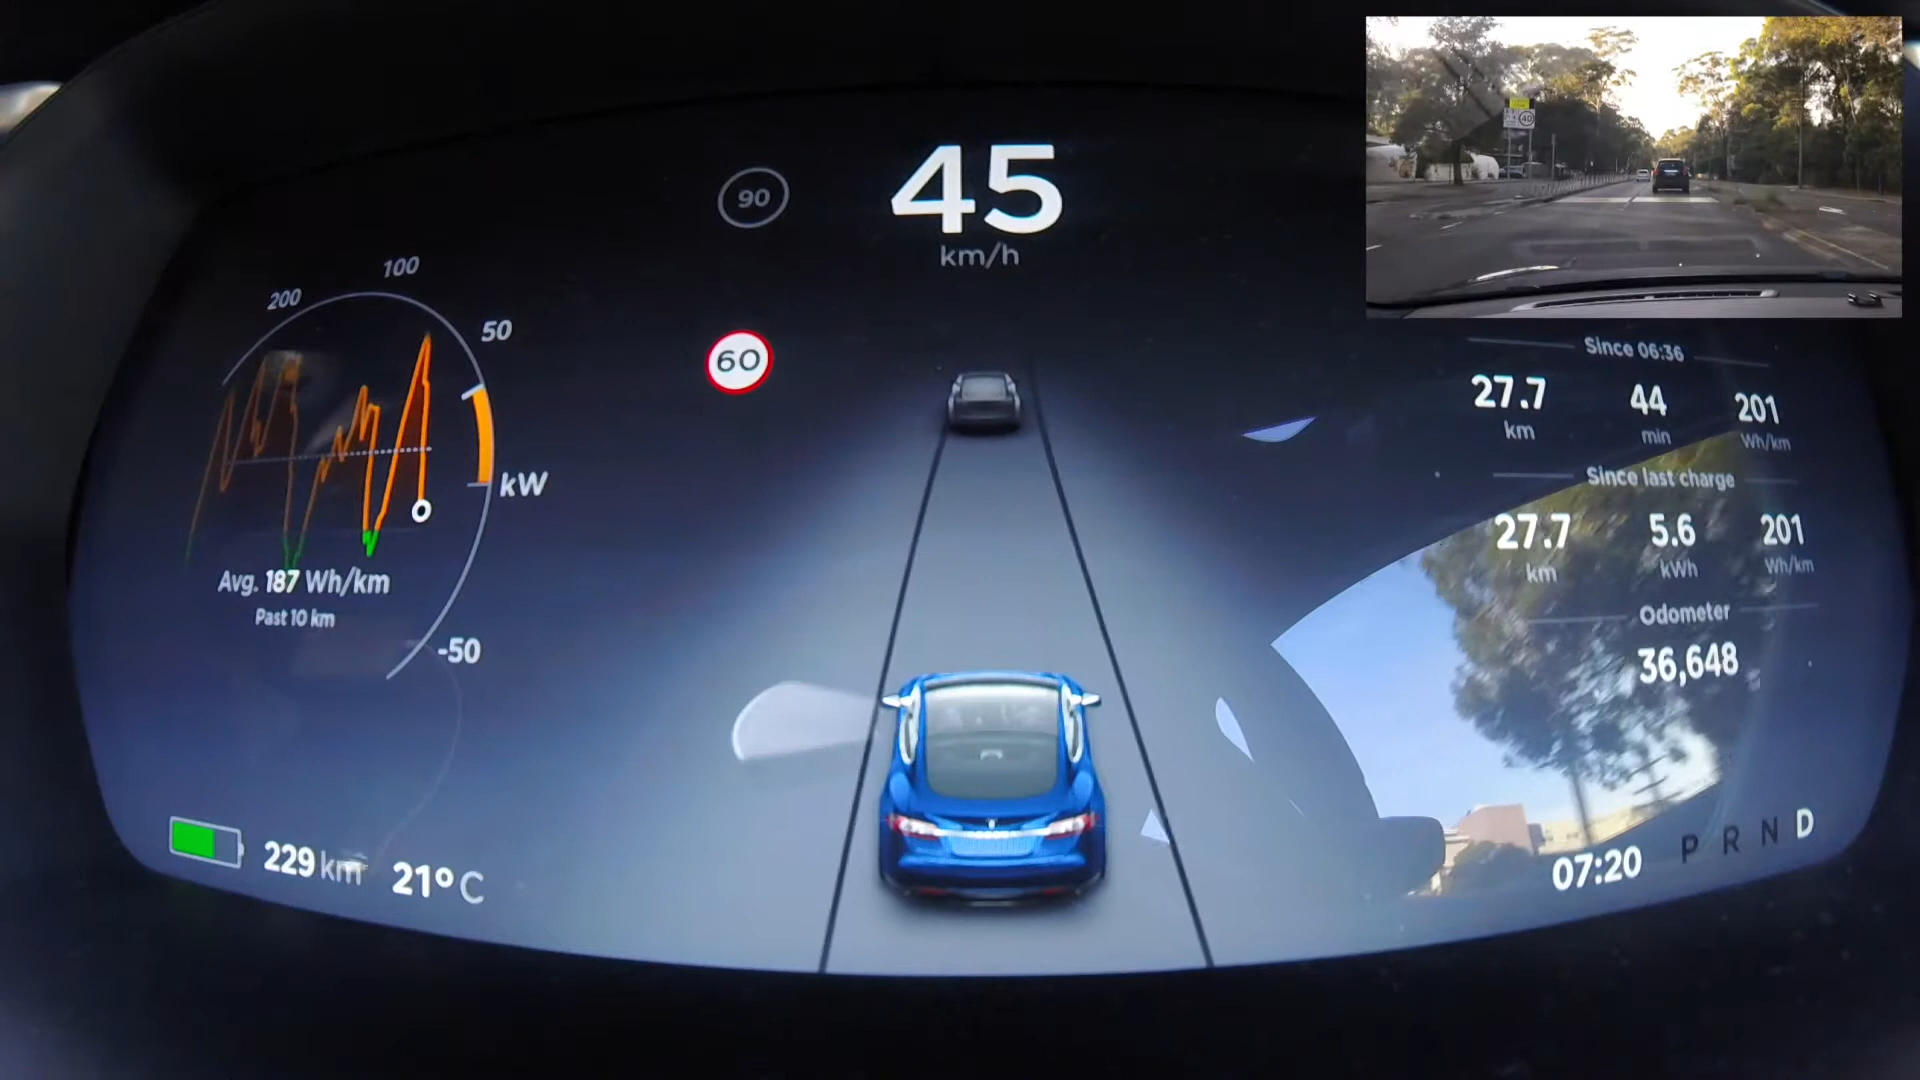 45
km/h
90
60
200
100
50
kW
-50
Avg. 187 Wh/km
Past 10 km
229 km 21°C
Since 06:36
27.7 44 201
km min Wh/km
Since last charge
27.7 5.6 201
km kWh Wh/km
Odometer
36,648
07:20 P R N D
40